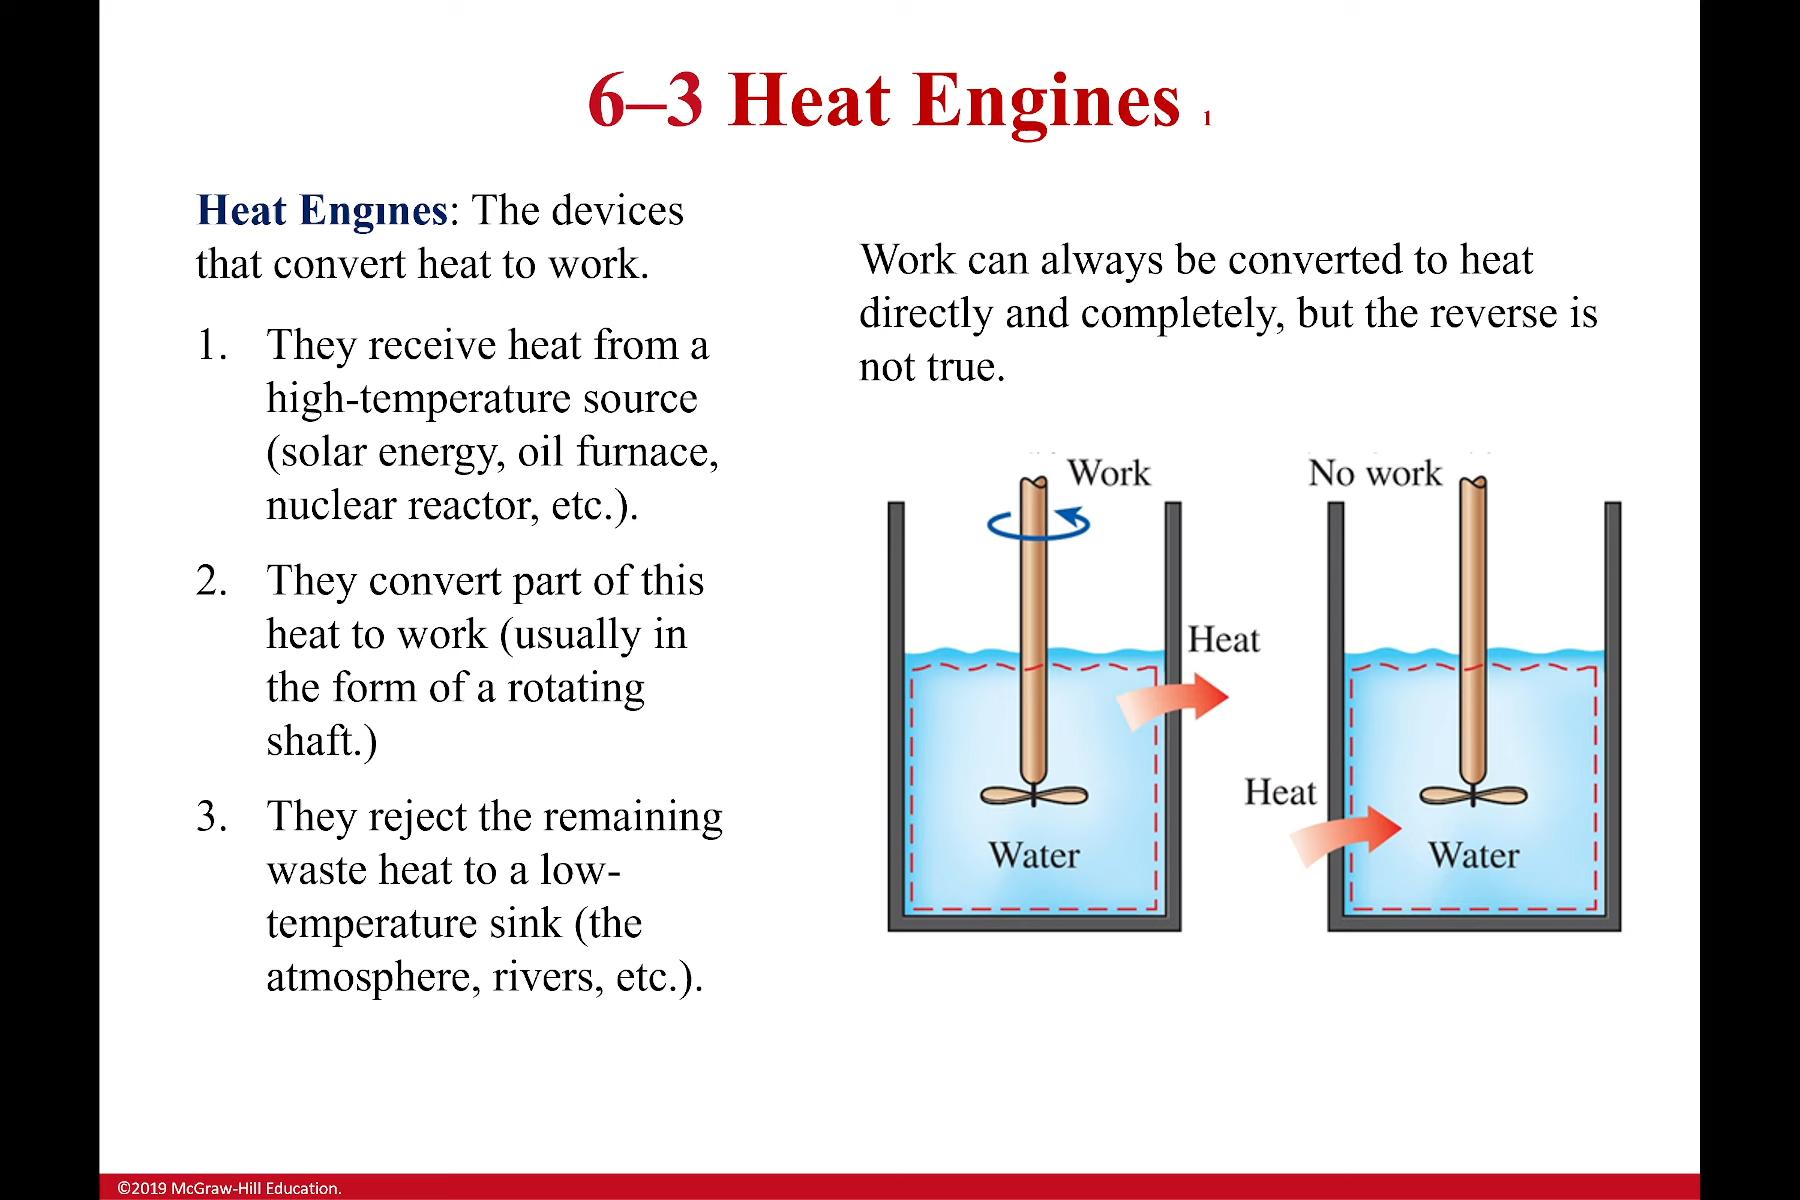 6–3 Heat Engines 1
Heat Engines: The devices
that convert heat to work.
1. They receive heat from a
high-temperature source
(solar energy, oil furnace,
nuclear reactor, etc.).
2. They convert part of this
heat to work (usually in
the form of a rotating
shaft.)
3. They reject the remaining
waste heat to a low-
temperature sink (the
atmosphere, rivers, etc.).
Work can always be converted to heat
directly and completely, but the reverse is
not true.
Work
Heat
Water
No work
Heat
Water
©2019 McGraw-Hill Education.